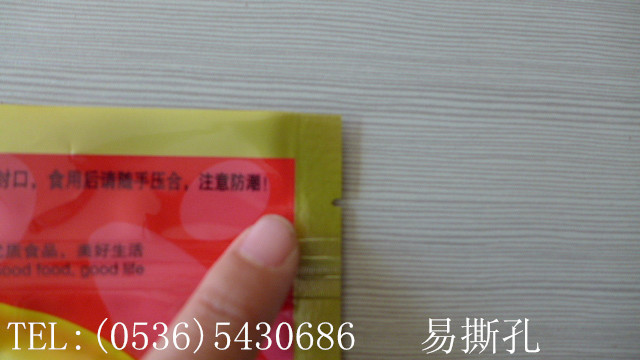 封口，食用后请随手压合，注意防潮！
优质食品，美好生活
good food, good life
TEL:(0536)5430686 易撕孔